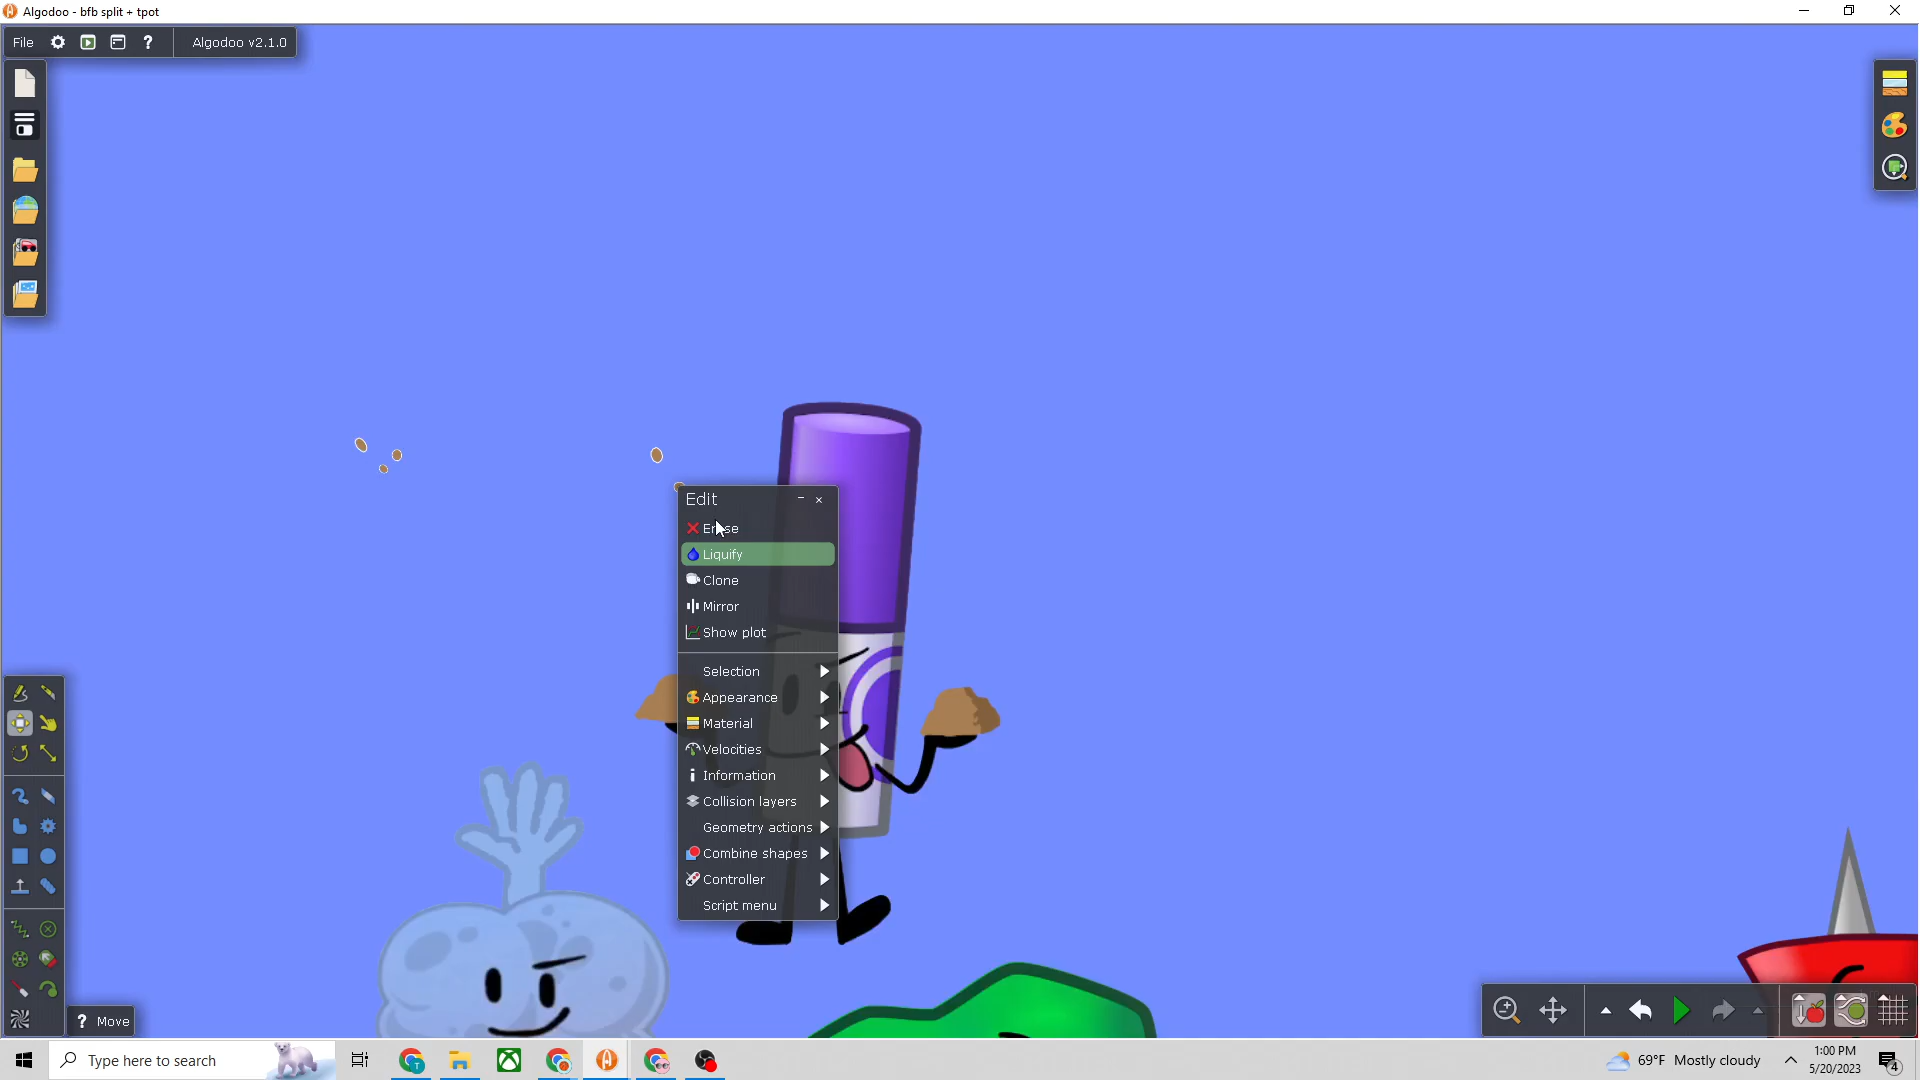 Algodoo - bfb split + tpot
File
?
Algodoo v2.1.0
Edit
Erase
Liquify
Clone
Mirror
Show plot
Selection
Appearance
Material
Velocities
Information
Collision layers
Geometry actions
Combine shapes
Controller
Script menu
? Move
Type here to search
69°F Mostly cloudy
1:00 PM
5/20/2023
4